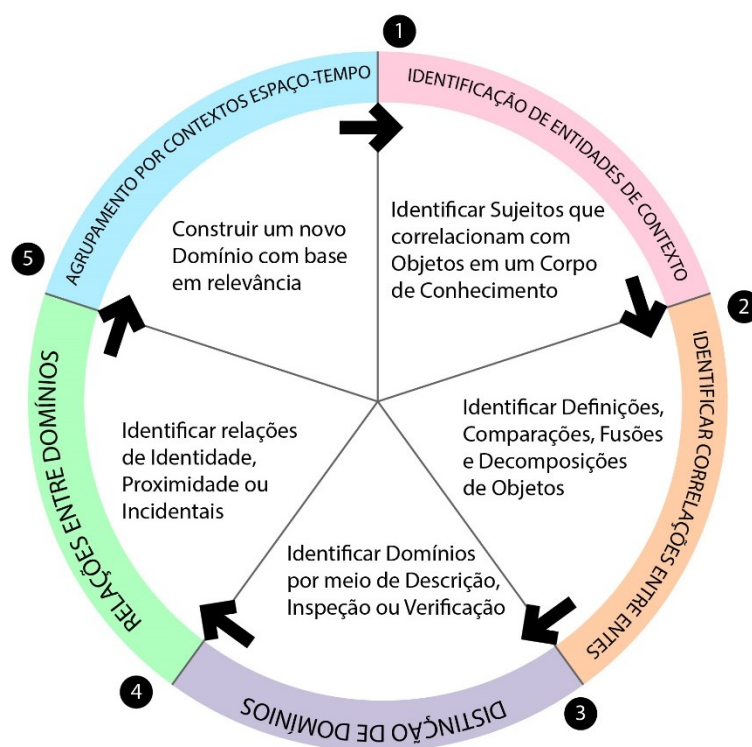 1
IDENTIFICAÇÃO DE ENTIDADES DE CONTEXTO
Identificar Sujeitos que
correlacionam com
Objetos em um Corpo
de Conhecimento
2
IDENTIFICAR CORRELAÇÕES ENTRE ENTES
Identificar Definições,
Comparações, Fusões
e Decomposições
de Objetos
3
DISTINÇÃO DE DOMÍNIOS
Identificar Domínios
por meio de Descrição,
Inspeção ou Verificação
4
RELAÇÕES ENTRE DOMÍNIOS
Identificar relações
de Identidade,
Proximidade ou
Incidentais
5
AGRUPAMENTO POR CONTEXTOS ESPAÇO-TEMPO
Construir um novo
Domínio com base
em relevância